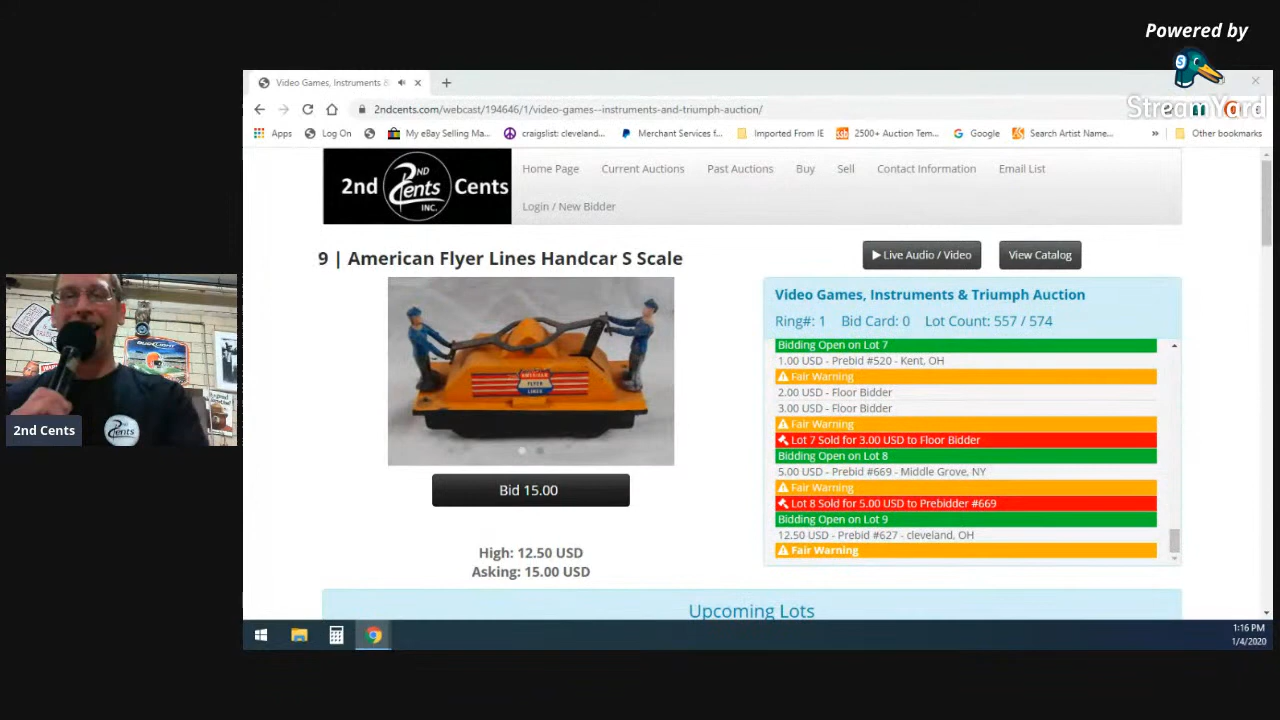 Powered by
S
StreamYard
Video Games, Instruments &
2ndcents.com/webcast/194646/1/video-games--instruments-and-triumph-auction/
Apps
Log On
My eBay Selling Ma...
craigslist: cleveland...
Merchant Services f...
Imported From IE
2500+ Auction Tem...
Google
Search Artist Name...
»
Other bookmarks
2nd Cents
2ND Cents INC.
Home Page
Current Auctions
Past Auctions
Buy
Sell
Contact Information
Email List
Login / New Bidder
9 | American Flyer Lines Handcar S Scale
Live Audio / Video
View Catalog
AMERICAN
FLYER
LINES
Bid 15.00
High: 12.50 USD
Asking: 15.00 USD
Video Games, Instruments & Triumph Auction
Ring#: 1 Bid Card: 0 Lot Count: 557 / 574
Bidding Open on Lot 7
1.00 USD - Prebid #520 - Kent, OH
Fair Warning
2.00 USD - Floor Bidder
3.00 USD - Floor Bidder
Fair Warning
Lot 7 Sold for 3.00 USD to Floor Bidder
Bidding Open on Lot 8
5.00 USD - Prebid #669 - Middle Grove, NY
Fair Warning
Lot 8 Sold for 5.00 USD to Prebidder #669
Bidding Open on Lot 9
12.50 USD - Prebid #627 - cleveland, OH
Fair Warning
Upcoming Lots
BUD LIGHT
2nd Cents
1:16 PM
1/4/2020